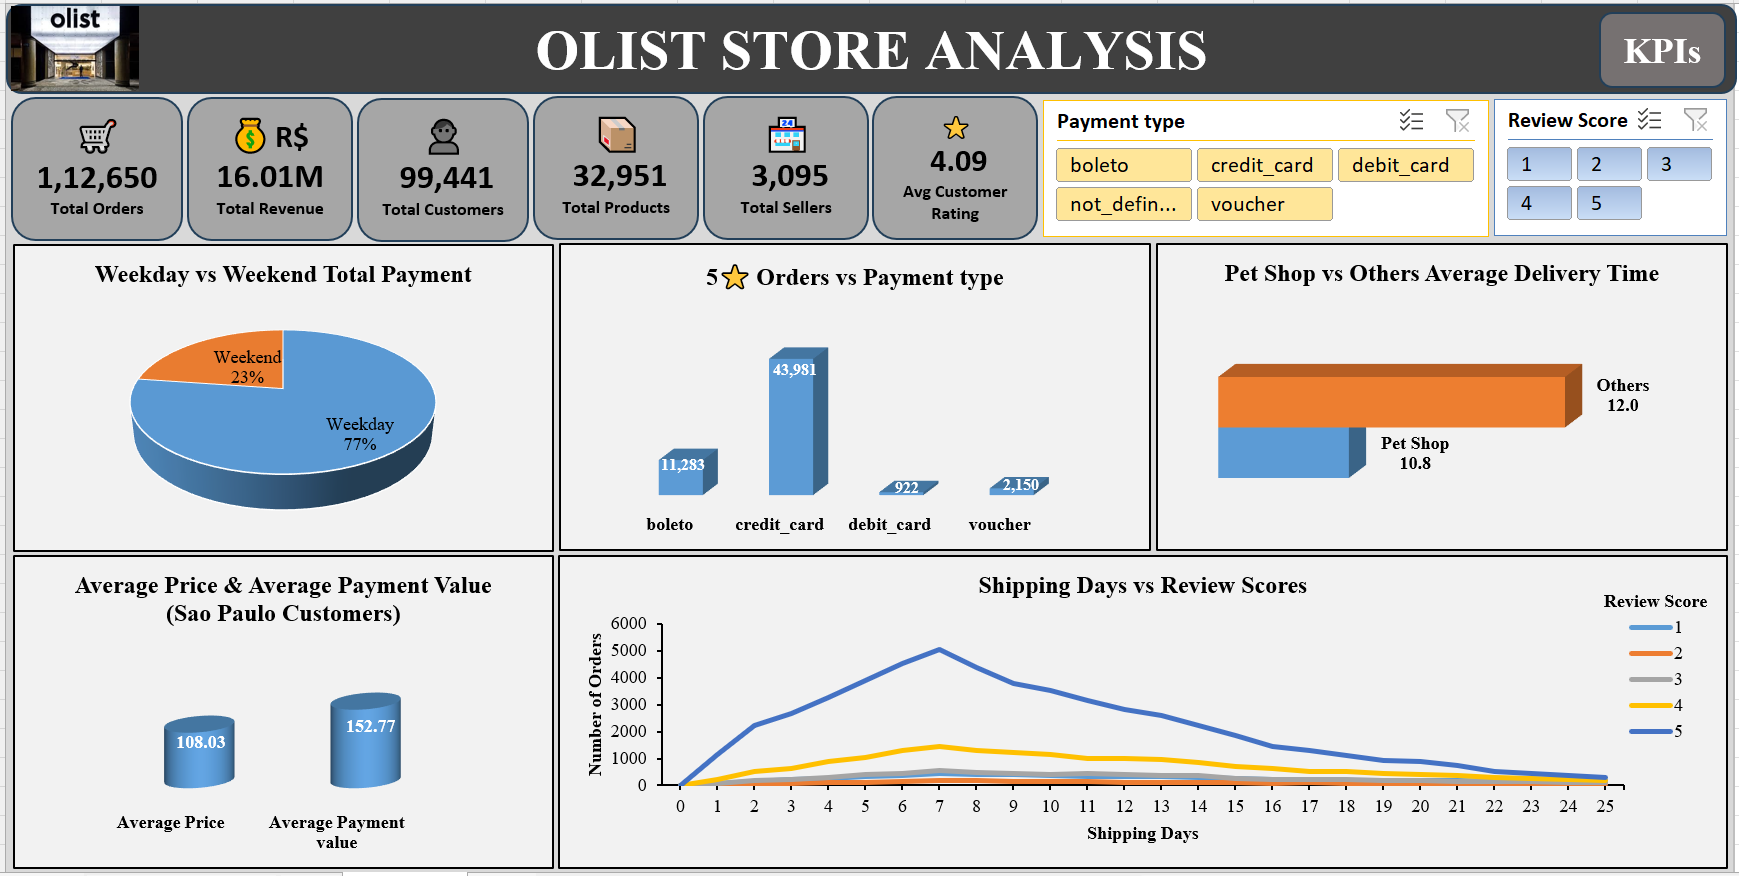 olist
OLIST STORE ANALYSIS
KPIs
1,12,650
Total Orders
R$
16.01M
Total Revenue
99,441
Total Customers
32,951
Total Products
24
3,095
Total Sellers
4.09
Avg Customer
Rating
Payment type
boleto
credit_card
debit_card
not_defin...
voucher
Review Score
1
2
3
4
5
Weekday vs Weekend Total Payment
Weekend
23%
Weekday
77%
5 Orders vs Payment type
11,283
43,981
922
2,150
boleto
credit_card
debit_card
voucher
Pet Shop vs Others Average Delivery Time
Others
12.0
Pet Shop
10.8
Average Price & Average Payment Value
(Sao Paulo Customers)
108.03
152.77
Average Price
Average Payment
value
Shipping Days vs Review Scores
Number of Orders
6000
5000
4000
3000
2000
1000
0
0 1 2 3 4 5 6 7 8 9 10 11 12 13 14 15 16 17 18 19 20 21 22 23 24 25
Shipping Days
Review Score
1
2
3
4
5